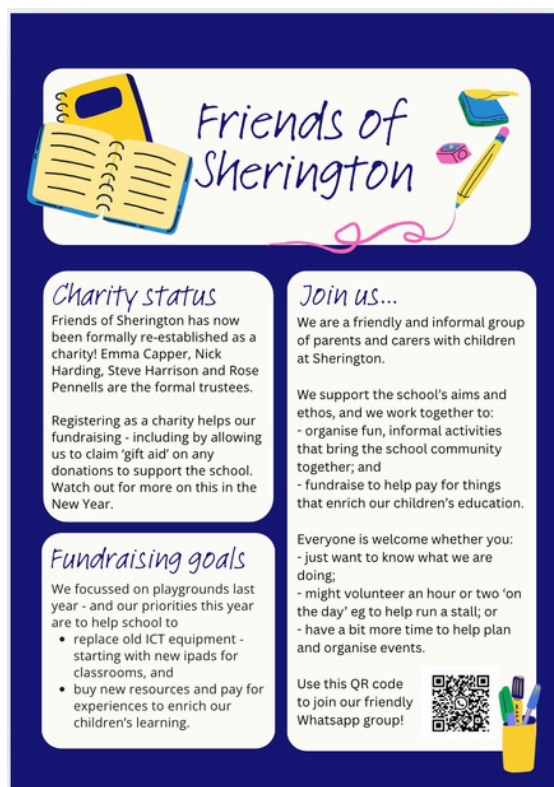 Friends of
Sherington
Charity status
Friends of Sherington has now
been formally re-established as a
charity! Emma Capper, Nick
Harding, Steve Harrison and Rose
Pennells are the formal trustees.
Registering as a charity helps our
fundraising - including by allowing
us to claim ‘gift aid’ on any
donations to support the school.
Watch out for more on this in the
New Year.
Fundraising goals
We focussed on playgrounds last
year - and our priorities this year
are to help school to
• replace old ICT equipment -
starting with new ipads for
classrooms, and
• buy new resources and pay for
experiences to enrich our
children’s learning.
Join us...
We are a friendly and informal group
of parents and carers with children
at Sherington.
We support the school’s aims and
ethos, and we work together to:
- organise fun, informal activities
that bring the school community
together; and
- fundraise to help pay for things
that enrich our children’s education.
Everyone is welcome whether you:
- just want to know what we are
doing;
- might volunteer an hour or two ‘on
the day’ eg to help run a stall; or
- have a bit more time to help plan
and organise events.
Use this QR code
to join our friendly
Whatsapp group!